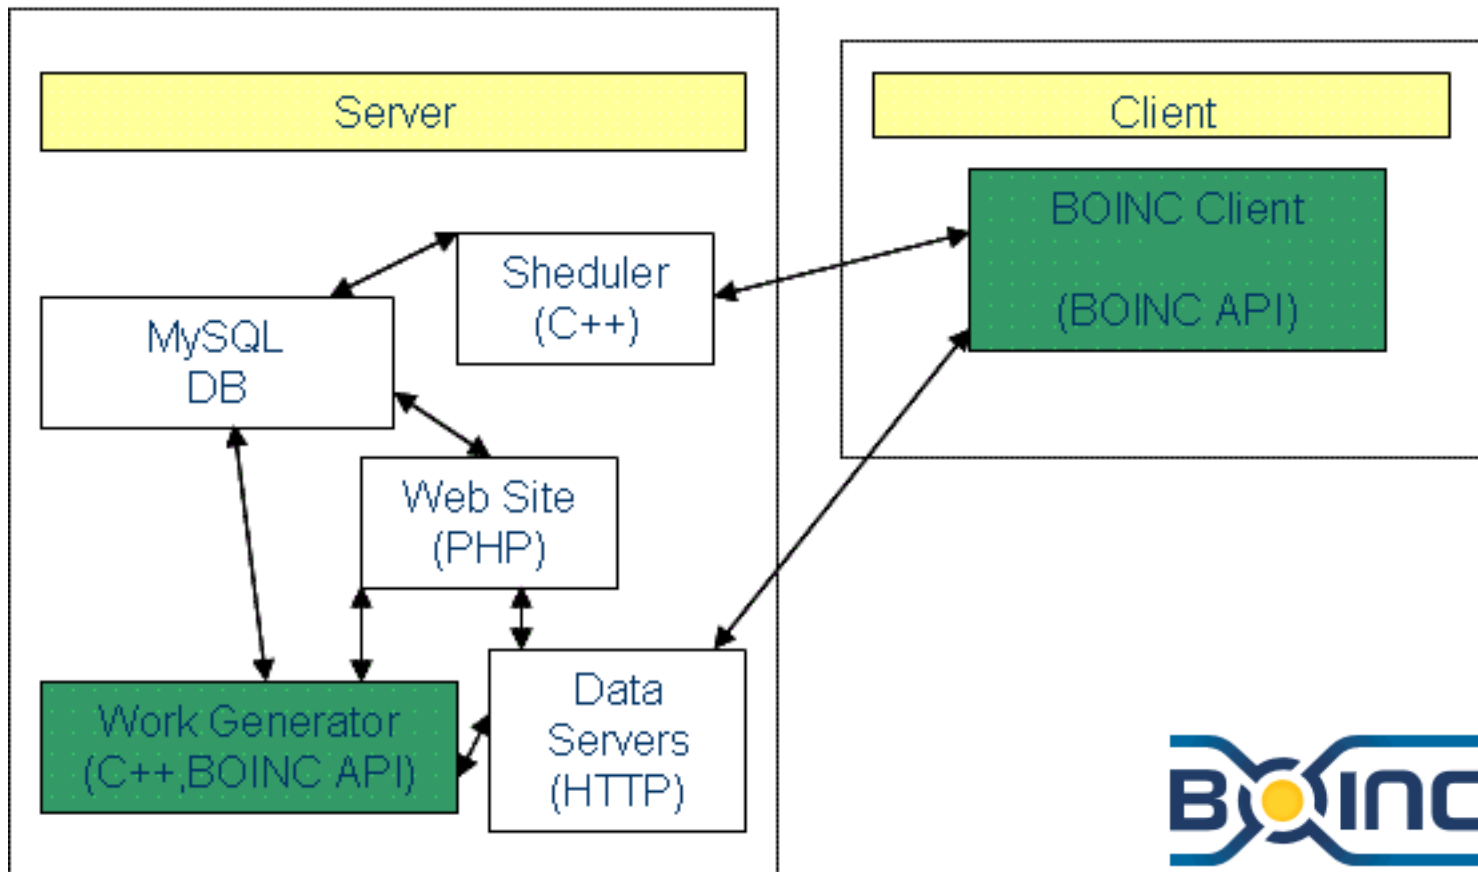 Server
Client
BOINC Client
(BOINC API)
Sheduler
(C++)
MySQL
DB
Web Site
(PHP)
Data
Servers
(HTTP)
Work Generator
(C++,BOINC API)
BOINC